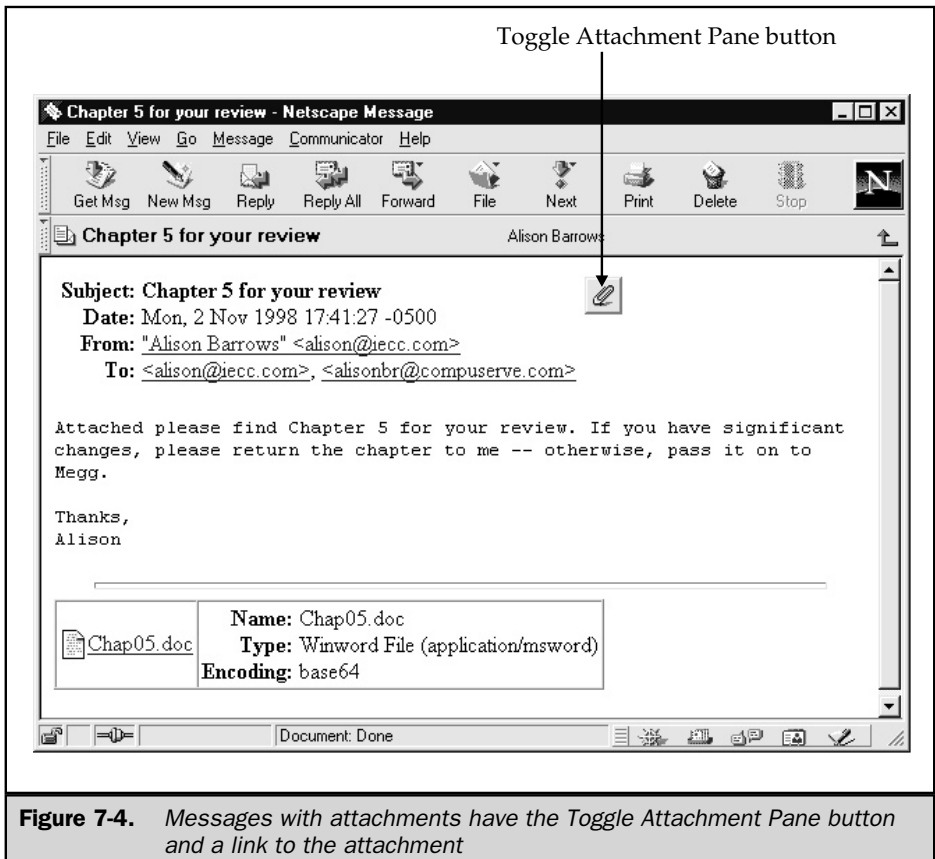 Toggle Attachment Pane button
Chapter 5 for your review - Netscape Message
File Edit View Go Message Communicator Help
Get Msg New Msg Reply Reply All Forward File Next Print Delete Stop N
Chapter 5 for your review Alison Barrows
Subject: Chapter 5 for your review
Date: Mon, 2 Nov 1998 17:41:27 -0500
From: "Alison Barrows" <alison@iecc.com>
To: <alison@iecc.com>, <alisonbr@compuserve.com>
Attached please find Chapter 5 for your review. If you have significant
changes, please return the chapter to me -- otherwise, pass it on to
Megg.
Thanks,
Alison
Chap05.doc
Name: Chap05.doc
Type: Winword File (application/msword)
Encoding: base64
Document: Done
Figure 7-4. Messages with attachments have the Toggle Attachment Pane button
and a link to the attachment